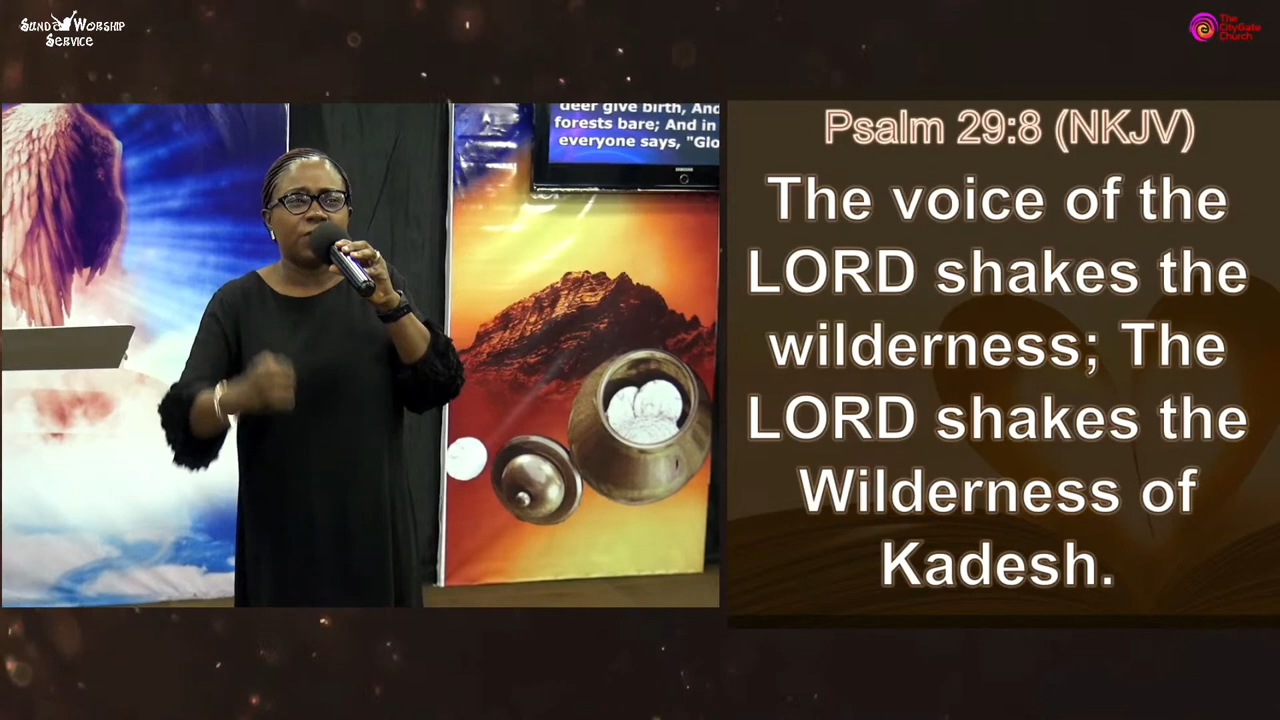 Sunday Worship
Service
The
CityGate
Church
deer give birth, And
forests bare; And in
everyone says, "Glo
SAMSUNG
Psalm 29:8 (NKJV)
The voice of the
LORD shakes the
wilderness; The
LORD shakes the
Wilderness of
Kadesh.